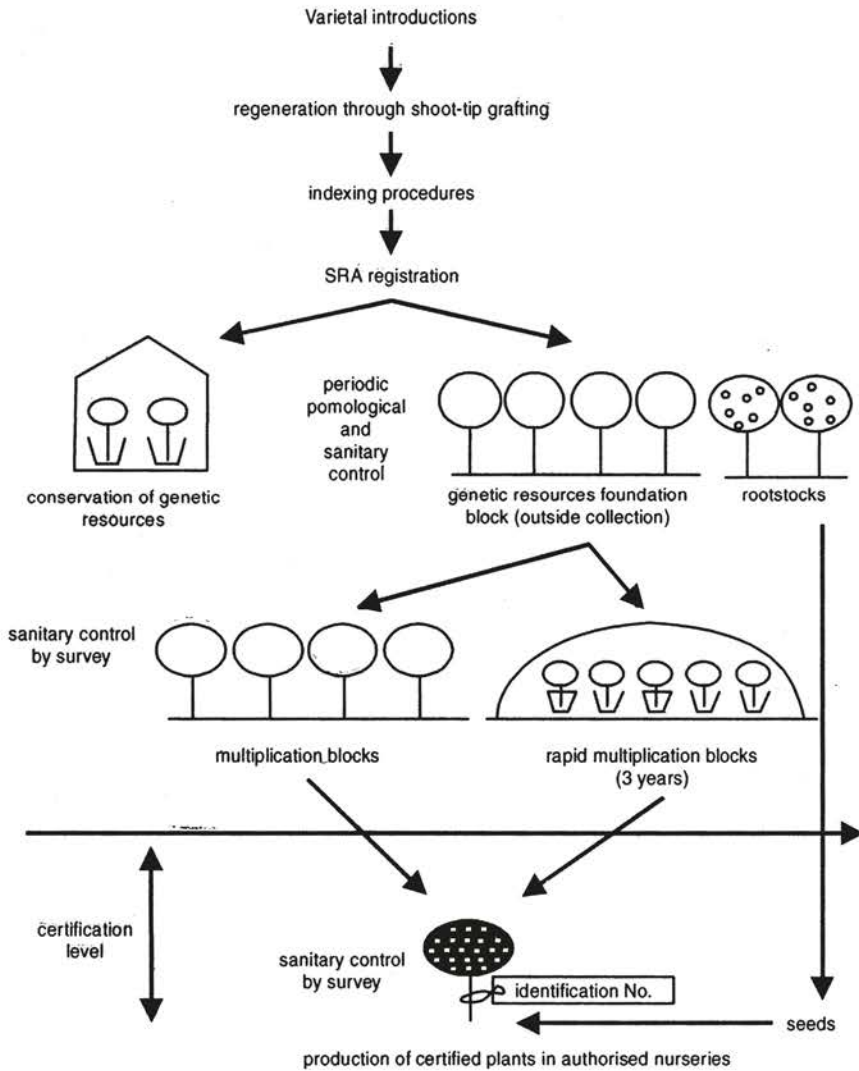 Varietal introductions
regeneration through shoot-tip grafting
indexing procedures
SRA registration
periodic
pomological
and
sanitary
control
conservation of genetic
resources
genetic resources foundation
block (outside collection)
rootstocks
sanitary control
by survey
multiplication blocks
rapid multiplication blocks
(3 years)
certification
level
sanitary control
by survey
identification No.
seeds
production of certified plants in authorised nurseries